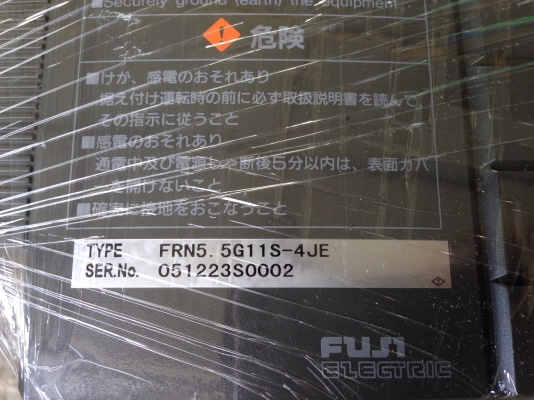 ■Securely ground (earth) the equipment
危険
■けが、感電のおそれあり
据え付け運転時の前に必ず取扱説明書を読んで、
その指示に従うこと
■感電のおそれあり
通電中及び電源しゃ断後5分以内は、表面カバ
ーを開けないこと
■確実に接地をおこなうこと
TYPE FRN5.5G11S-4JE
SER.No. 051223S0002
FUJI
ELECTRIC